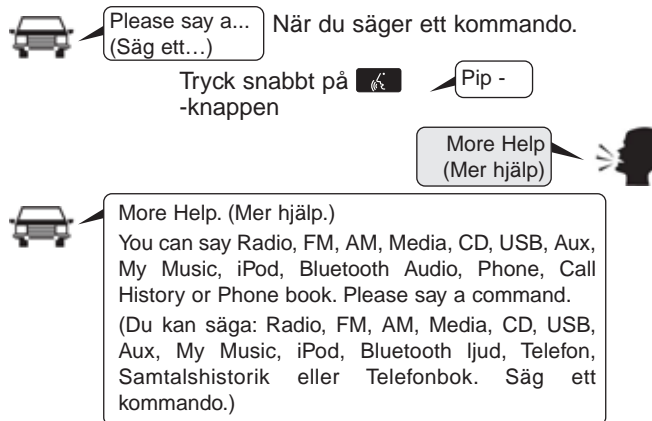 Please say a...
(Säg ett…)
När du säger ett kommando.
Tryck snabbt på
-knappen
Pip -
More Help
(Mer hjälp)
More Help. (Mer hjälp.)
You can say Radio, FM, AM, Media, CD, USB, Aux,
My Music, iPod, Bluetooth Audio, Phone, Call
History or Phone book. Please say a command.
(Du kan säga: Radio, FM, AM, Media, CD, USB,
Aux, My Music, iPod, Bluetooth ljud, Telefon,
Samtalshistorik eller Telefonbok. Säg ett
kommando.)